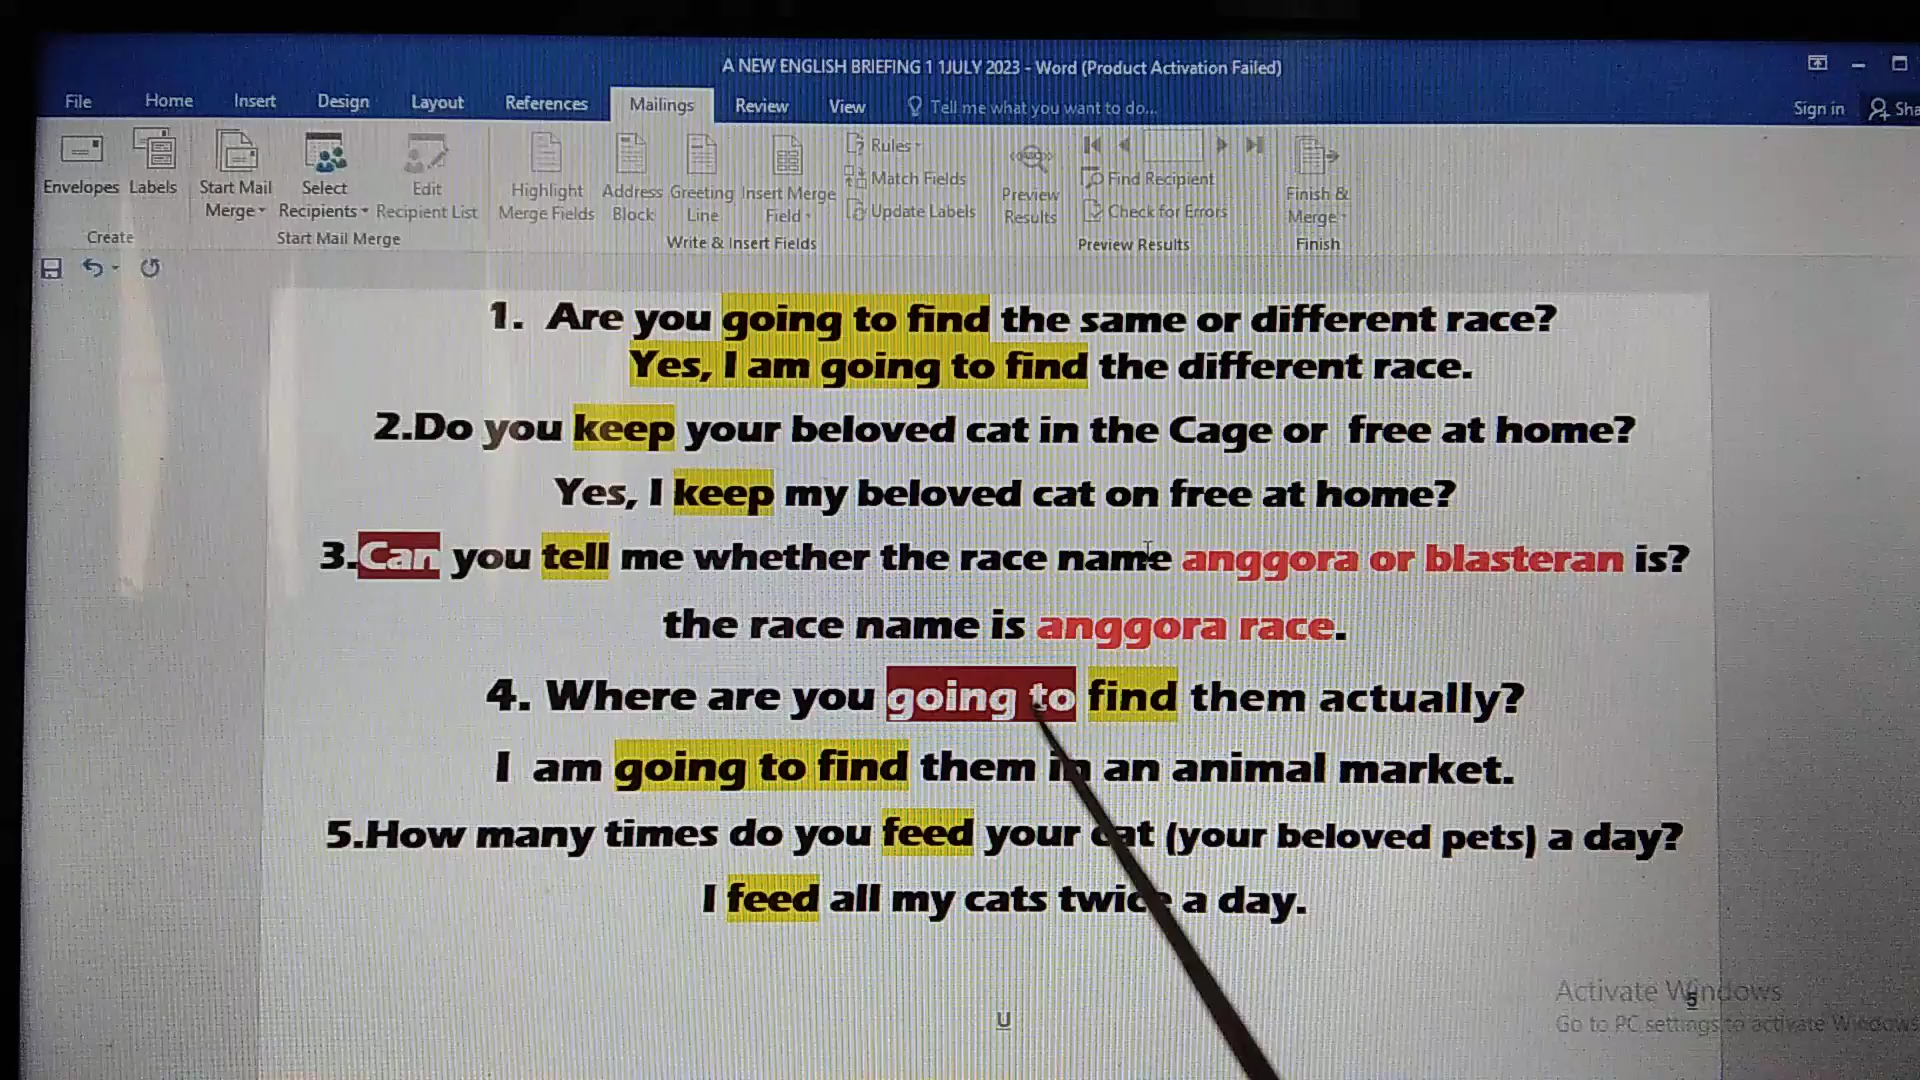 A NEW ENGLISH BRIEFING 1 1JULY 2023 - Word (Product Activation Failed)
File Home Insert Design Layout References Mailings Review View Tell me what you want to do...
Sign in
Envelopes Labels Start Mail Merge Select Recipients Edit Recipient List Highlight Merge Fields Address Block Greeting Line Insert Merge Field Rules Match Fields Update Labels Preview Results Find Recipient Check for Errors Finish & Merge
Create Start Mail Merge Write & Insert Fields Preview Results Finish
1. Are you going to find the same or different race?
Yes, I am going to find the different race.
2.Do you keep your beloved cat in the Cage or free at home?
Yes, I keep my beloved cat on free at home?
3.Can you tell me whether the race name anggora or blasteran is?
the race name is anggora race.
4. Where are you going to find them actually?
I am going to find them in an animal market.
5.How many times do you feed your cat (your beloved pets) a day?
I feed all my cats twice a day.
Activate Windows
5
Go to PC settings to activate Windows
U